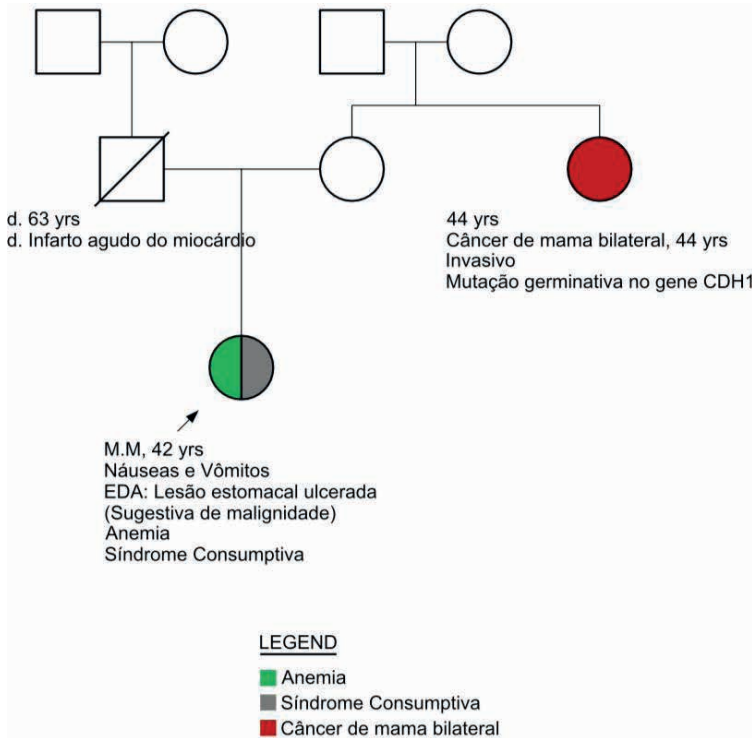 d. 63 yrs
d. Infarto agudo do miocárdio
44 yrs
Câncer de mama bilateral, 44 yrs
Invasivo
Mutação germinativa no gene CDH1
M.M, 42 yrs
Náuseas e Vômitos
EDA: Lesão estomacal ulcerada
(Sugestiva de malignidade)
Anemia
Síndrome Consumptiva
LEGEND
Anemia
Síndrome Consumptiva
Câncer de mama bilateral